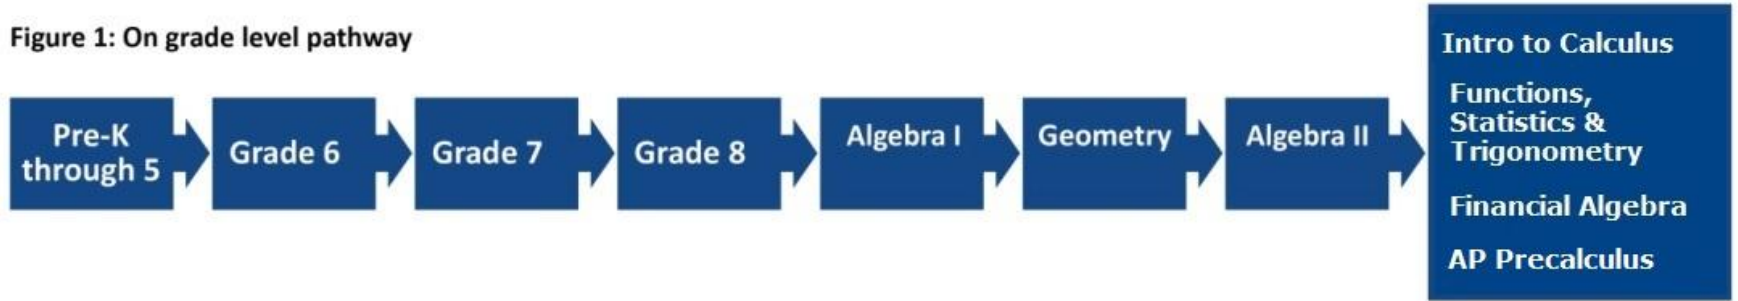 Figure 1: On grade level pathway
Pre-K
through 5
Grade 6
Grade 7
Grade 8
Algebra I
Geometry
Algebra II
Intro to Calculus
Functions,
Statistics &
Trigonometry
Financial Algebra
AP Precalculus